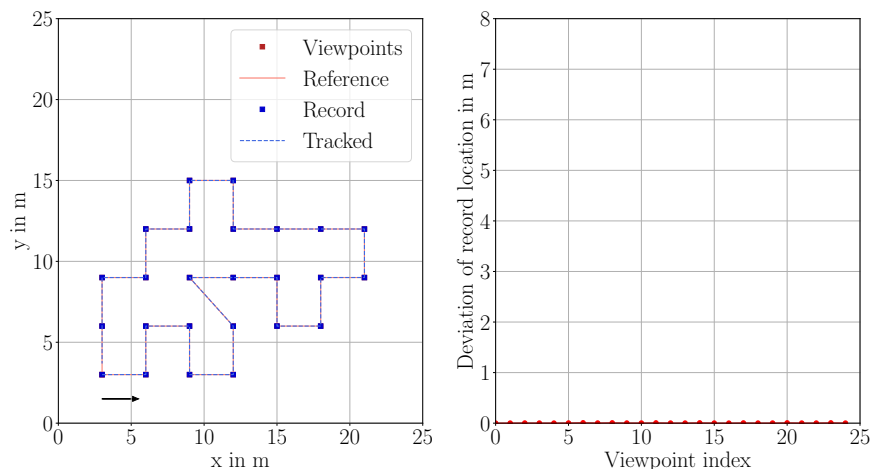 25
20
15
10
5
0
y in m
0 5 10 15 20 25
x in m
Viewpoints
Reference
Record
Tracked
8
7
6
5
4
3
2
1
0
Deviation of record location in m
0 5 10 15 20 25
Viewpoint index